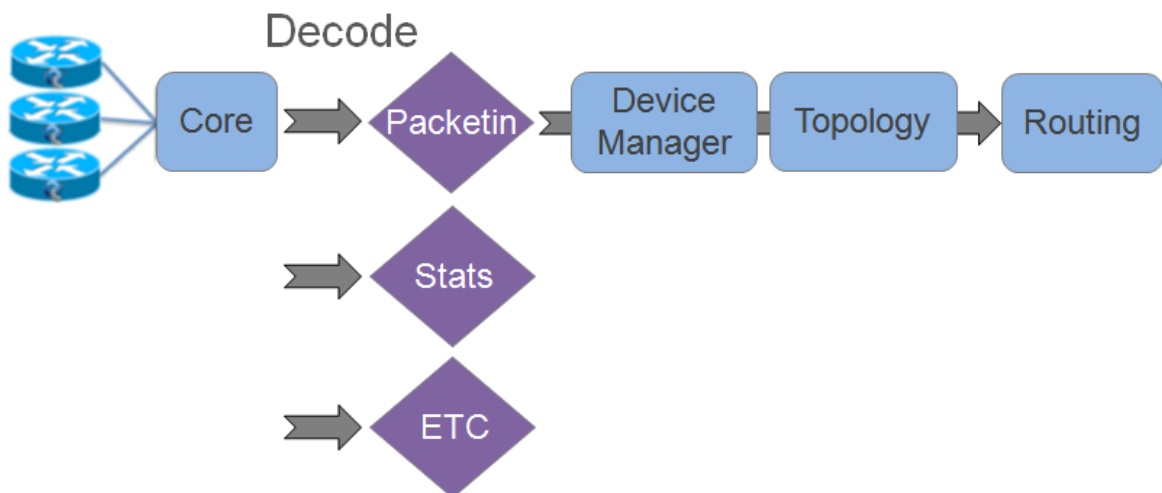 Decode
Core
Packetin
Device
Manager
Topology
Routing
Stats
ETC